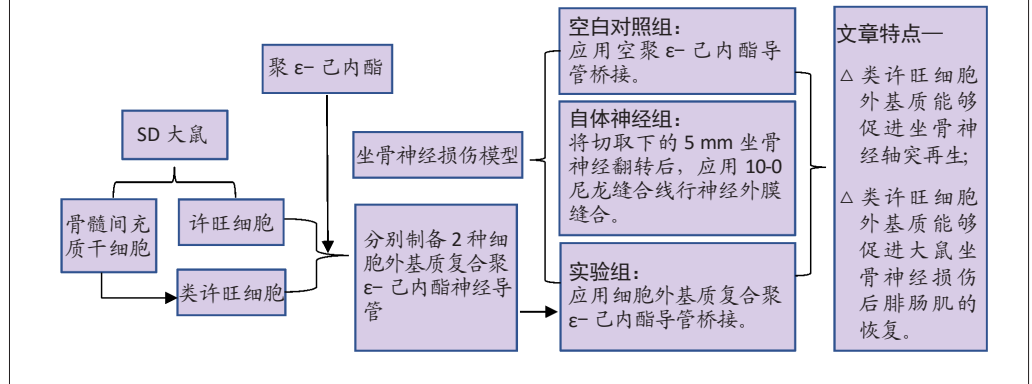 聚 ε− 己内酯
SD 大鼠
骨髓间充
质干细胞
许旺细胞
类许旺细胞
坐骨神经损伤模型
分别制备 2 种细
胞外基质复合聚
ε− 己内酯神经导
管
空白对照组：
应用空聚 ε− 己内酯导
管桥接。
自体神经组：
将切取下的 5 mm 坐骨
神经翻转后，应用 10-0
尼龙缝合线行神经外膜
缝合。
实验组：
应用细胞外基质复合聚
ε− 己内酯导管桥接。
文章特点—
△ 类许旺细胞
外基质能够
促进坐骨神
经轴突再生;
△ 类许旺细胞
外基质能够
促进大鼠坐
骨神经损伤
后腓肠肌的
恢复。